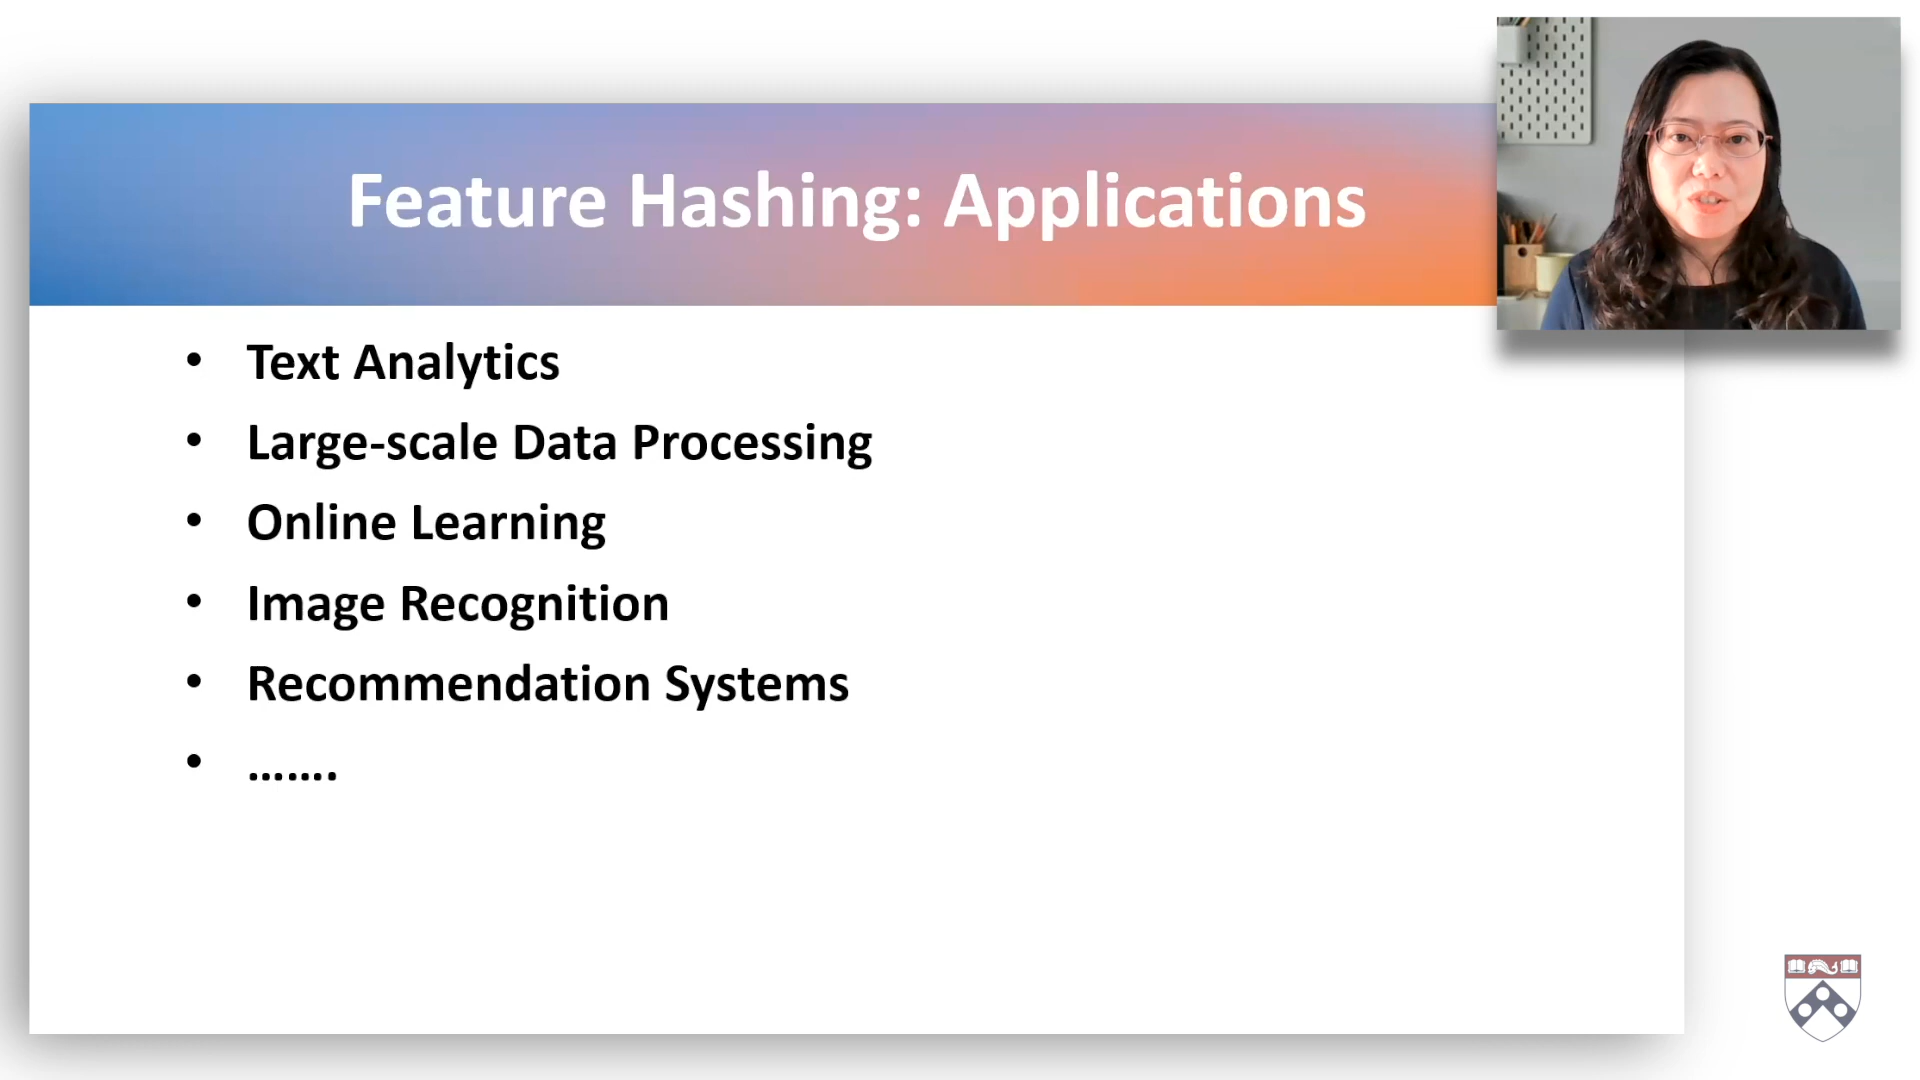 Feature Hashing: Applications
• Text Analytics
• Large-scale Data Processing
• Online Learning
• Image Recognition
• Recommendation Systems
• .......